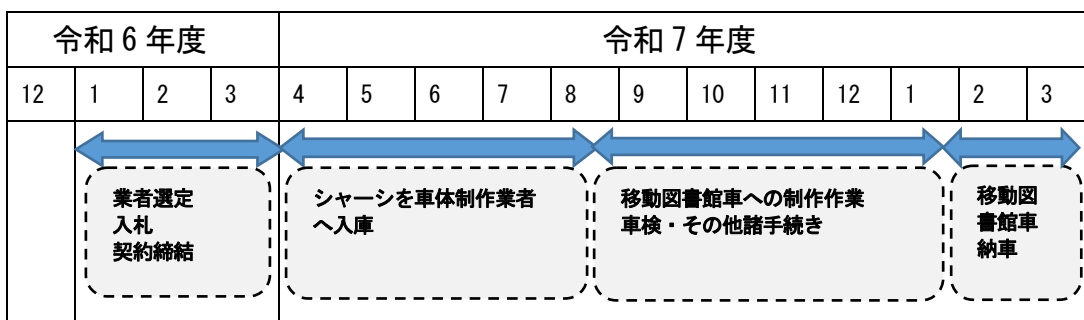 令和6年度 令和7年度
12 1 2 3 4 5 6 7 8 9 10 11 12 1 2 3
業者選定
入札
契約締結
シャーシを車体制作業者
へ入庫
移動図書館車への制作作業
車検・その他諸手続き
移動図
書館車
納車